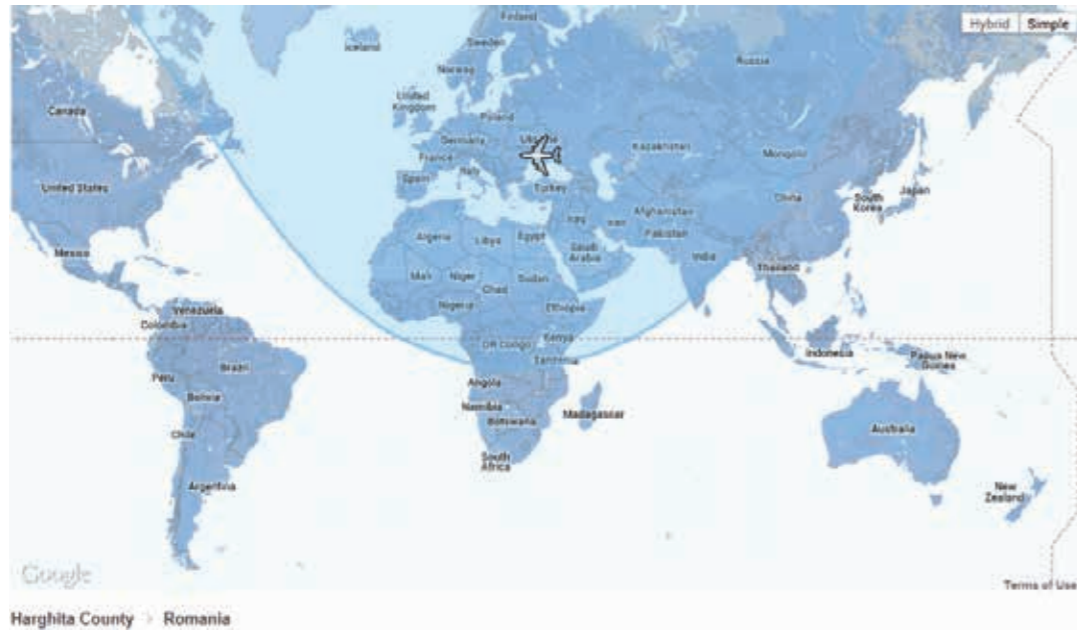 Finland
Hybrid Simple
Iceland
Sweden
Russia
Norway
United
Kingdom
Canada
Poland
Germany
Kazakhstan
Mongolia
France
Italy
Spain
United States
Turkey
China
South
Korea
Japan
Afghanistan
Iraq
Iran
Pakistan
Algeria
Libya
Egypt
Saudi
Arabia
Mexico
India
Mali
Niger
Chad
Sudan
Thailand
Nigeria
Ethiopia
Venezuela
Colombia
Kenya
DR Congo
Indonesia
Papua New
Guinea
Tanzania
Brazil
Peru
Angola
Bolivia
Namibia
Botswana
Madagascar
Chile
Australia
South
Africa
Argentina
New
Zealand
Google
Terms of Use
Harghita County > Romania